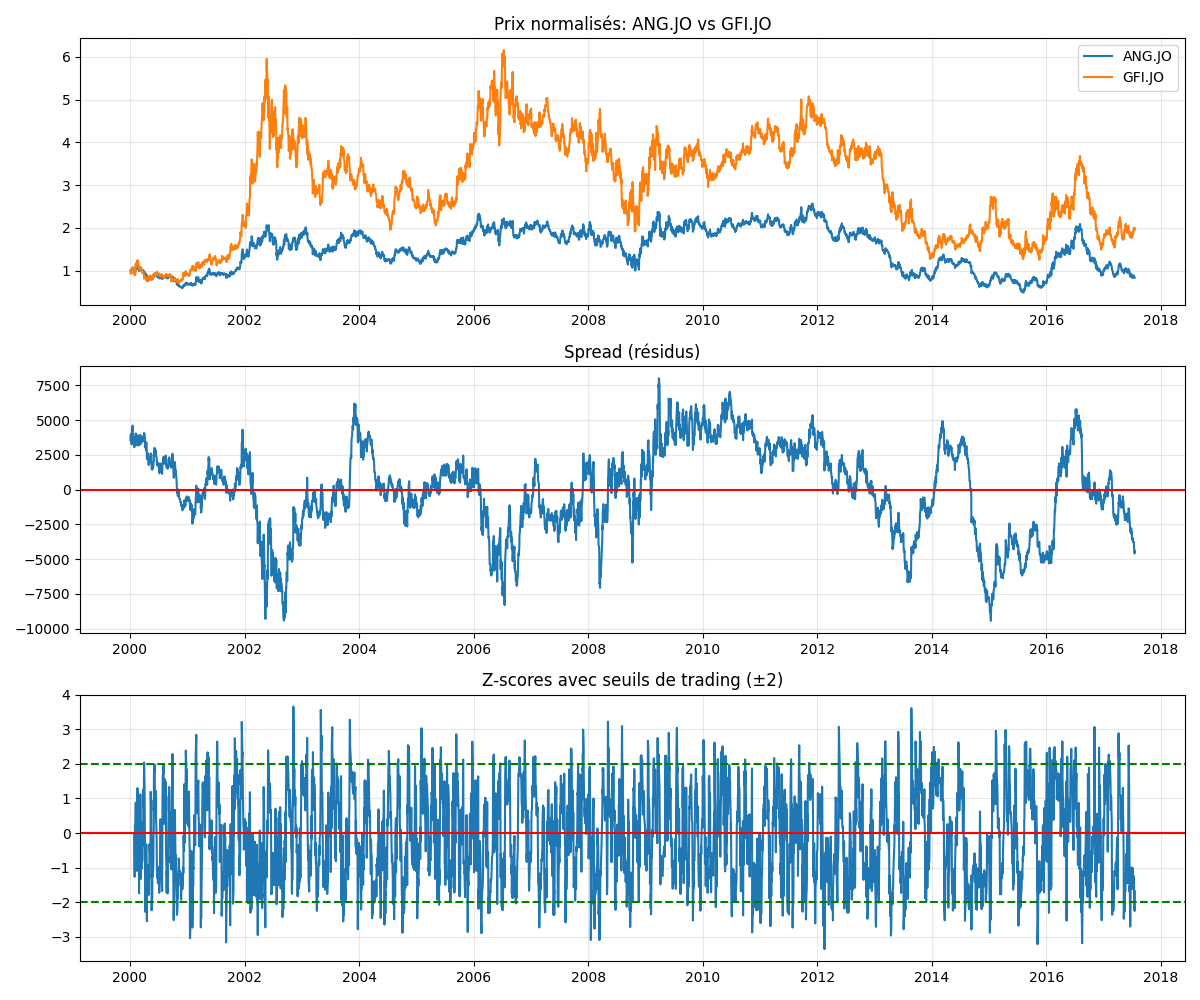 Prix normalisés: ANG.JO vs GFI.JO
ANG.JO
GFI.JO
6
5
4
3
2
1
2000 2002 2004 2006 2008 2010 2012 2014 2016 2018
Spread (résidus)
7500
5000
2500
0
−2500
−5000
−7500
−10000
2000 2002 2004 2006 2008 2010 2012 2014 2016 2018
Z-scores avec seuils de trading (±2)
4
3
2
1
0
−1
−2
−3
2000 2002 2004 2006 2008 2010 2012 2014 2016 2018